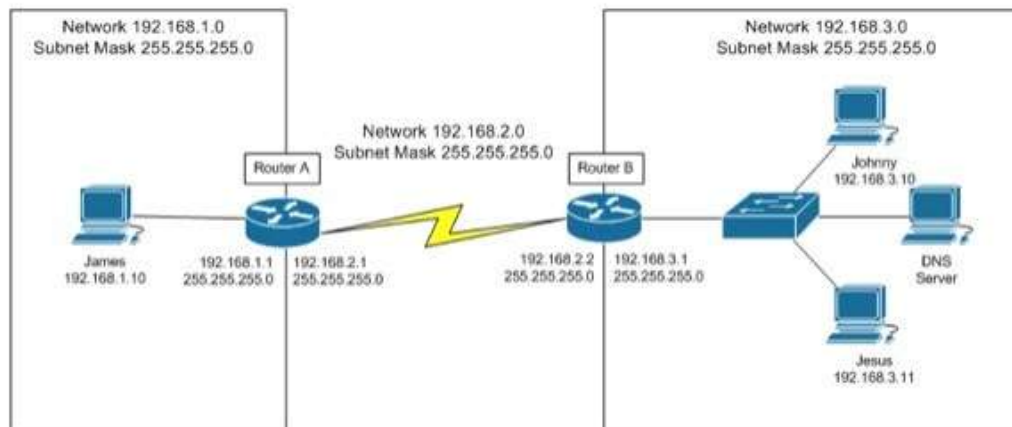 Network 192.168.1.0
Subnet Mask 255.255.255.0
Network 192.168.3.0
Subnet Mask 255.255.255.0
Network 192.168.2.0
Subnet Mask 255.255.255.0
Router A
Router B
James
192.168.1.10
192.168.1.1
255.255.255.0
192.168.2.1
255.255.255.0
192.168.2.2
255.255.255.0
192.168.3.1
255.255.255.0
Johnny
192.168.3.10
DNS
Server
Jesus
192.168.3.11